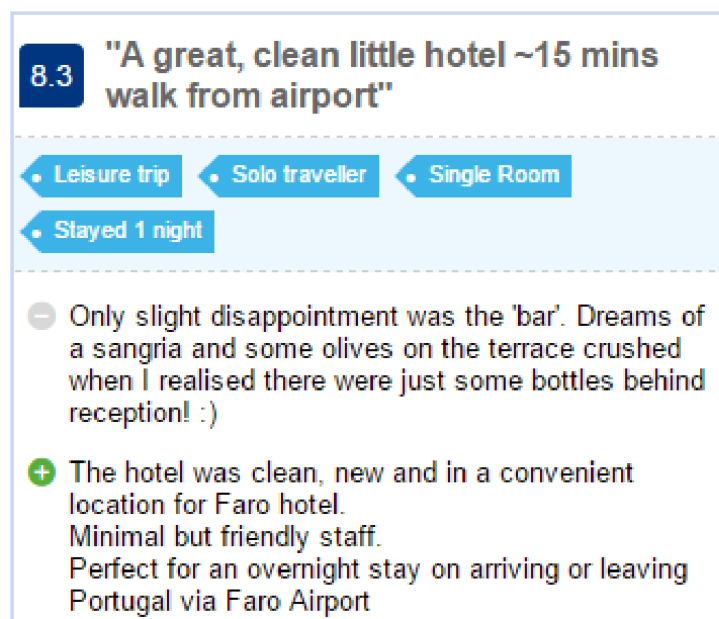 8.3
"A great, clean little hotel ~15 mins
walk from airport"
Leisure trip
Solo traveller
Single Room
Stayed 1 night
Only slight disappointment was the 'bar'. Dreams of
a sangria and some olives on the terrace crushed
when I realised there were just some bottles behind
reception! :)
The hotel was clean, new and in a convenient
location for Faro hotel.
Minimal but friendly staff.
Perfect for an overnight stay on arriving or leaving
Portugal via Faro Airport